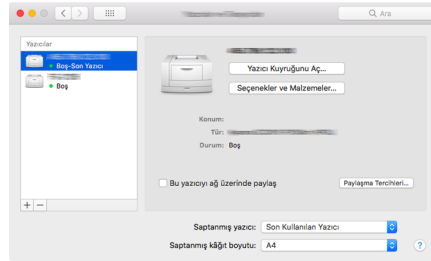 Ara
Yazıcılar
Boş-Son Yazıcı
Boş
Yazıcı Kuyruğunu Aç...
Seçenekler ve Malzemeler...
Konum:
Tür:
Durum: Boş
Bu yazıcıyı ağ üzerinde paylaş
Paylaşma Tercihleri...
+ −
Saptanmış yazıcı: Son Kullanılan Yazıcı
Saptanmış kâğıt boyutu: A4
?